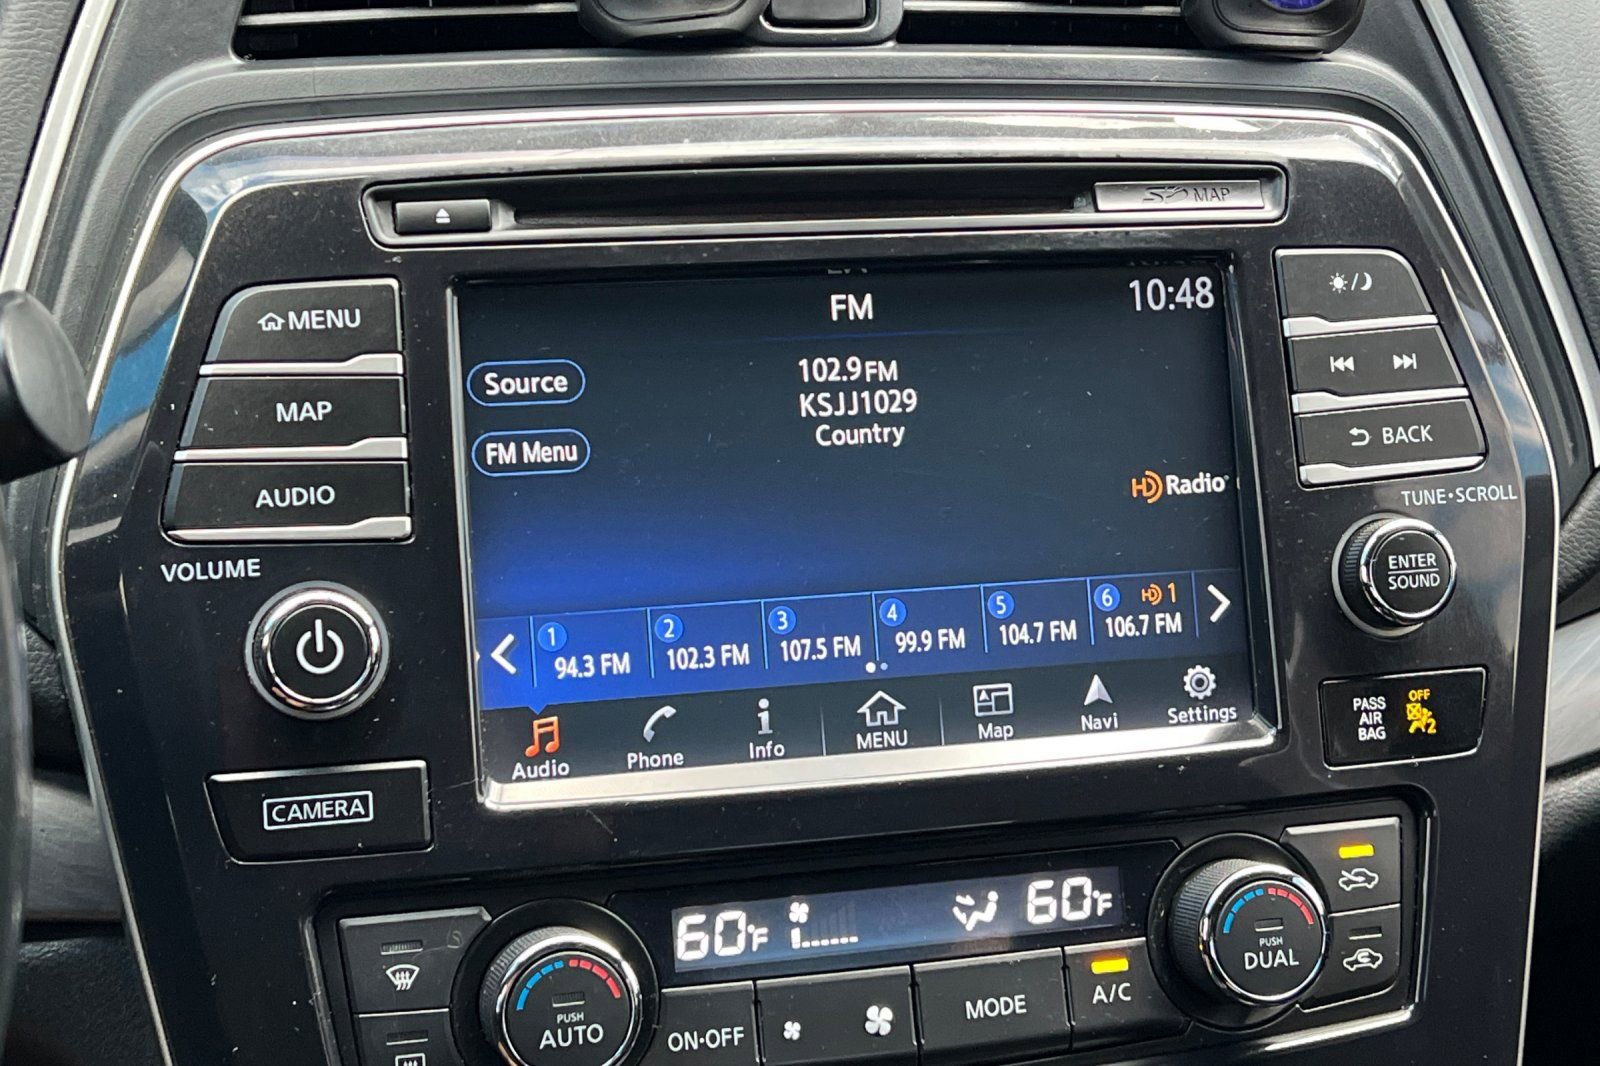 MAP
FM
10:48
MENU
MAP
AUDIO
VOLUME
CAMERA
Source
FM Menu
102.9FM
KSJJ1029
Country
HD Radio
1 94.3 FM
2 102.3 FM
3 107.5 FM
4 99.9 FM
5 104.7 FM
6 HD 1 106.7 FM
Audio
Phone
Info
MENU
Map
Navi
Settings
BACK
TUNE•SCROLL
ENTER
SOUND
PASS
AIR
BAG
OFF
2
60°F
60°F
PUSH
AUTO
ON•OFF
MODE
A/C
PUSH
DUAL